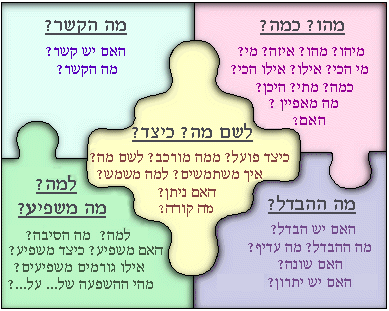 מהו? כמה?
מיהו? מהו? איזה? מי?
מי הכי? אילו? אילו הכי?
כמה? מתי? היכן?
מה מאפיין ?
האם?
מה הקשר?
האם יש קשר?
מה הקשר?
לשם מה? כיצד?
כיצד פועל? ממה מורכב? לשם מה?
איך משתמשים? למה משמש?
האם ניתן?
מה קורה?
מה ההבדל?
האם יש הבדל?
מה ההבדל? מה עדיף?
האם שונה?
האם יש יתרון?
למה?
מה משפיע?
למה? מה הסיבה?
האם משפיע? כיצד משפיע?
אילו גורמים משפיעים?
מהי ההשפעה של... על...?